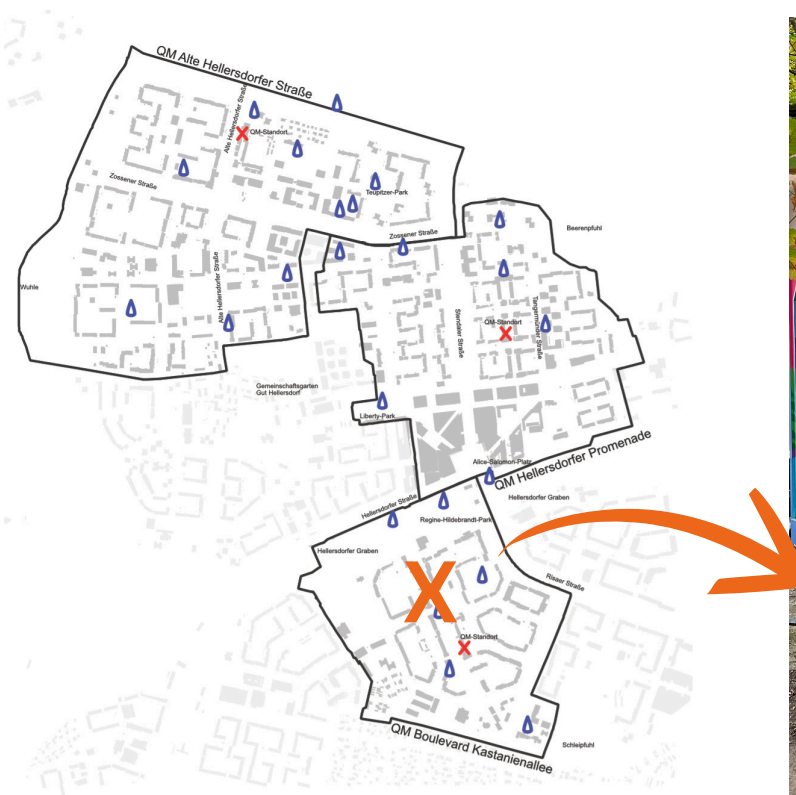 QM Alte Hellersdorfer Straße
Alte Hellersdorfer Straße
QM-Standort
Zossener Straße
Teupitzer-Park
Zossener Straße
Beerenpfuhl
Wuhle
Alte Hellersdorfer Straße
Stendaler Straße
QM-Standort
Tangermünder Straße
Gemeinschaftsgarten
Gut Hellersdorf
Liberty-Park
Alice-Salomon-Platz
QM Hellersdorfer Promenade
Hellersdorfer Straße
Hellersdorfer Graben
Regine-Hildebrandt-Park
Hellersdorfer Graben
Risaer Straße
X
QM-Standort
QM Boulevard Kastanienallee
Schleipfuhl